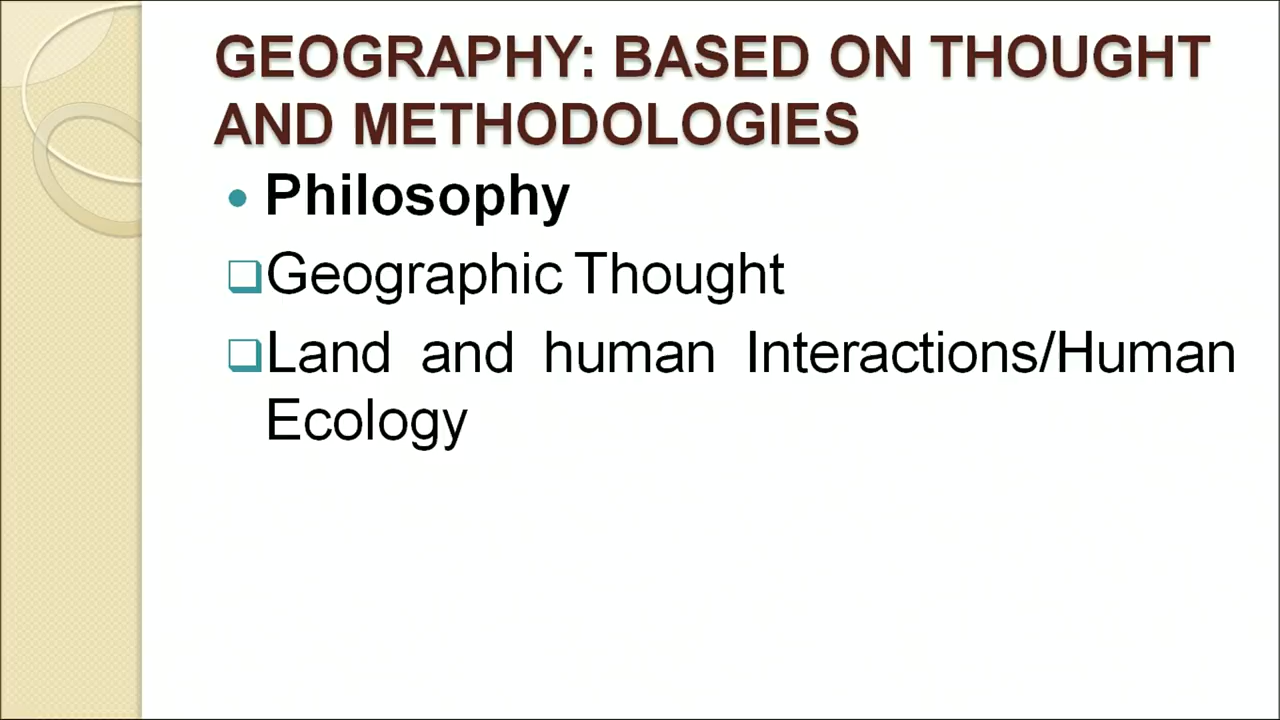 GEOGRAPHY: BASED ON THOUGHT
AND METHODOLOGIES
• Philosophy
❑Geographic Thought
❑Land and human Interactions/Human
Ecology